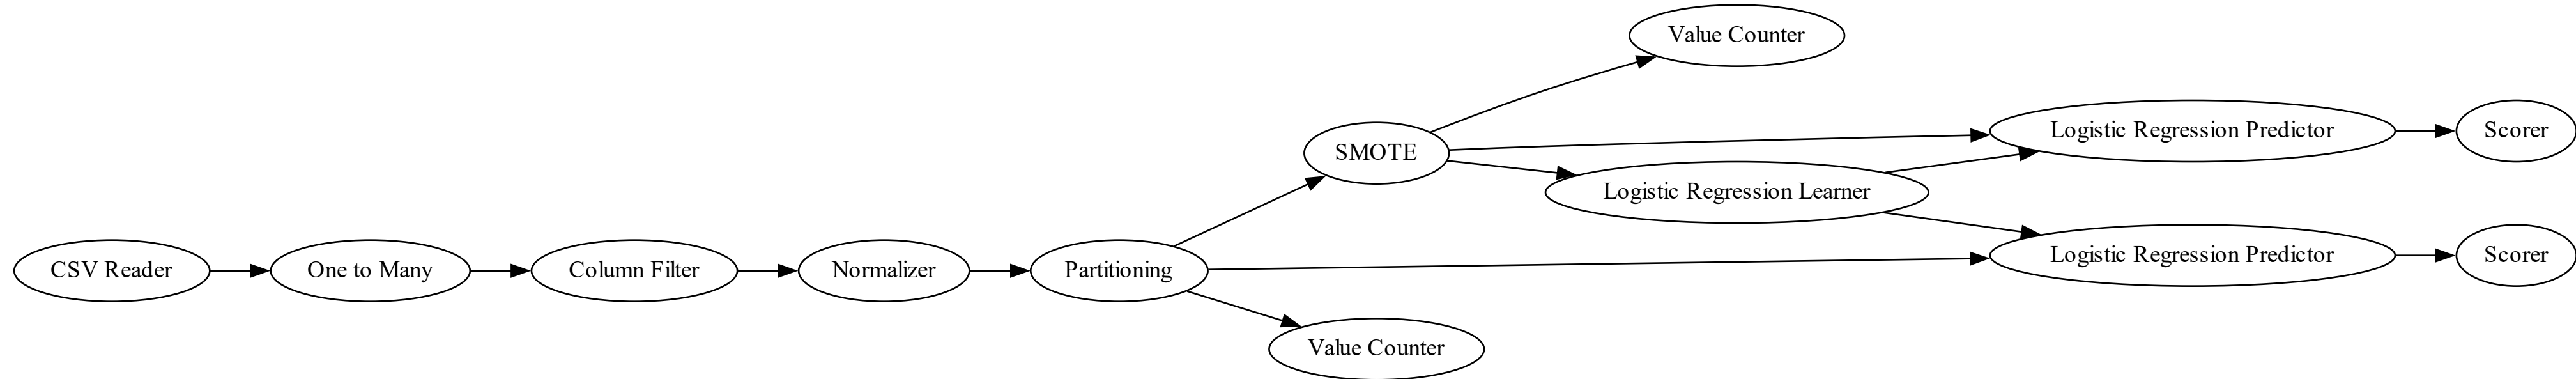 Value Counter
SMOTE
Logistic Regression Predictor
Scorer
Logistic Regression Learner
CSV Reader
One to Many
Column Filter
Normalizer
Partitioning
Logistic Regression Predictor
Scorer
Value Counter